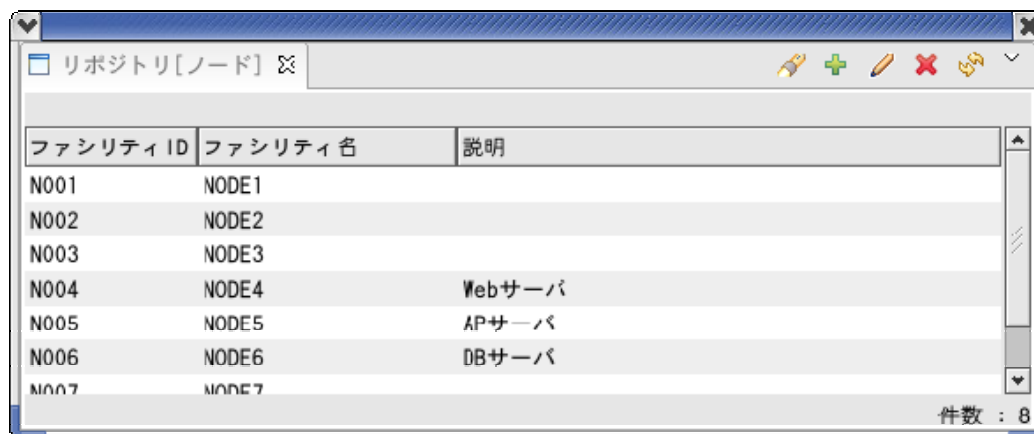 リポジトリ[ノード]
ファシリティID ファシリティ名 説明
N001 NODE1
N002 NODE2
N003 NODE3
N004 NODE4 Webサーバ
N005 NODE5 APサーバ
N006 NODE6 DBサーバ
N007 NODE7
件数 : 8